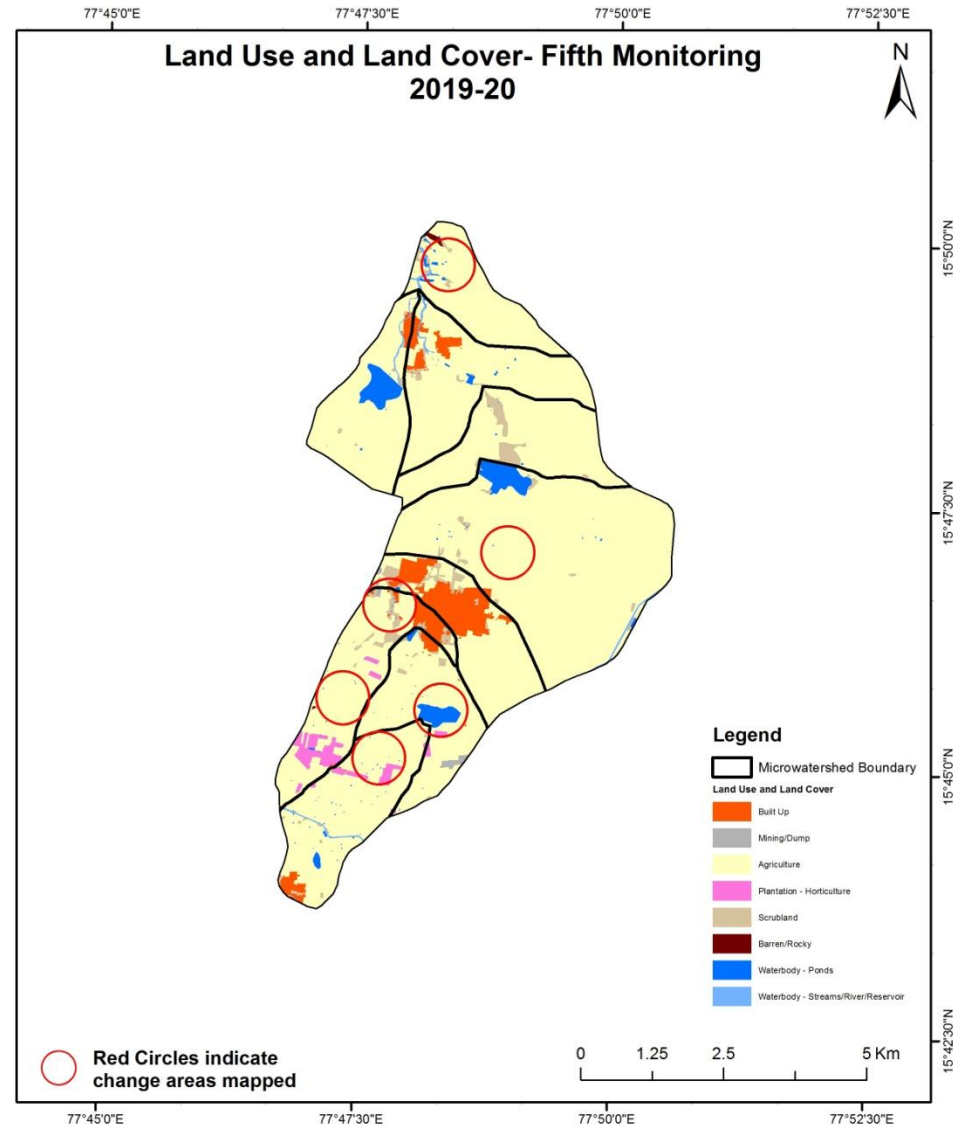 77°45'0"E 77°47'30"E 77°50'0"E 77°52'30"E
Land Use and Land Cover- Fifth Monitoring
2019-20
N
15°50'0"N
15°47'30"N
15°45'0"N
15°42'30"N
Legend
Microwatershed Boundary
Land Use and Land Cover
Built Up
Mining/Dump
Agriculture
Plantation - Horticulture
Scrubland
Barren/Rocky
Waterbody - Ponds
Waterbody - Streams/River/Reservoir
Red Circles indicate
change areas mapped
0 1.25 2.5 5 Km
77°45'0"E 77°47'30"E 77°50'0"E 77°52'30"E